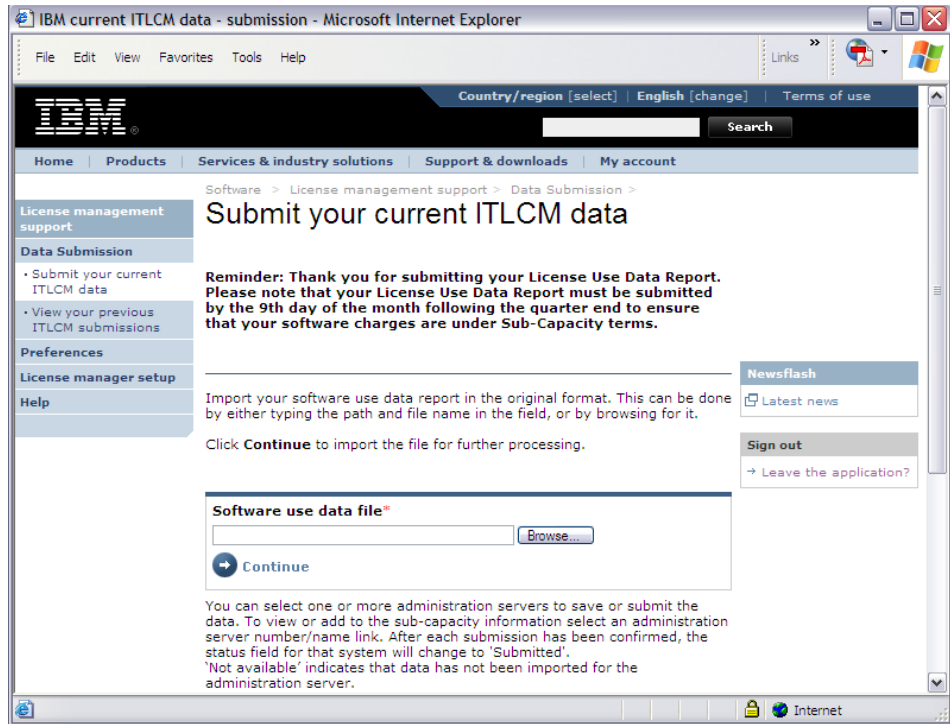 IBM current ITLCM data - submission - Microsoft Internet Explorer
File Edit View Favorites Tools Help
Links »
Country/region [select] | English [change] | Terms of use
IBM®
Search
Home | Products | Services & industry solutions | Support & downloads | My account
Software > License management support > Data Submission >
Submit your current ITLCM data
License management
support
Data Submission
· Submit your current
ITLCM data
· View your previous
ITLCM submissions
Preferences
License manager setup
Help
Reminder: Thank you for submitting your License Use Data Report.
Please note that your License Use Data Report must be submitted
by the 9th day of the month following the quarter end to ensure
that your software charges are under Sub-Capacity terms.
Import your software use data report in the original format. This can be done
by either typing the path and file name in the field, or by browsing for it.
Click Continue to import the file for further processing.
Newsflash
Latest news
Sign out
→ Leave the application?
Software use data file*
Browse...
Continue
You can select one or more administration servers to save or submit the
data. To view or add to the sub-capacity information select an administration
server number/name link. After each submission has been confirmed, the
status field for that system will change to 'Submitted'.
'Not available' indicates that data has not been imported for the
administration server.
Internet